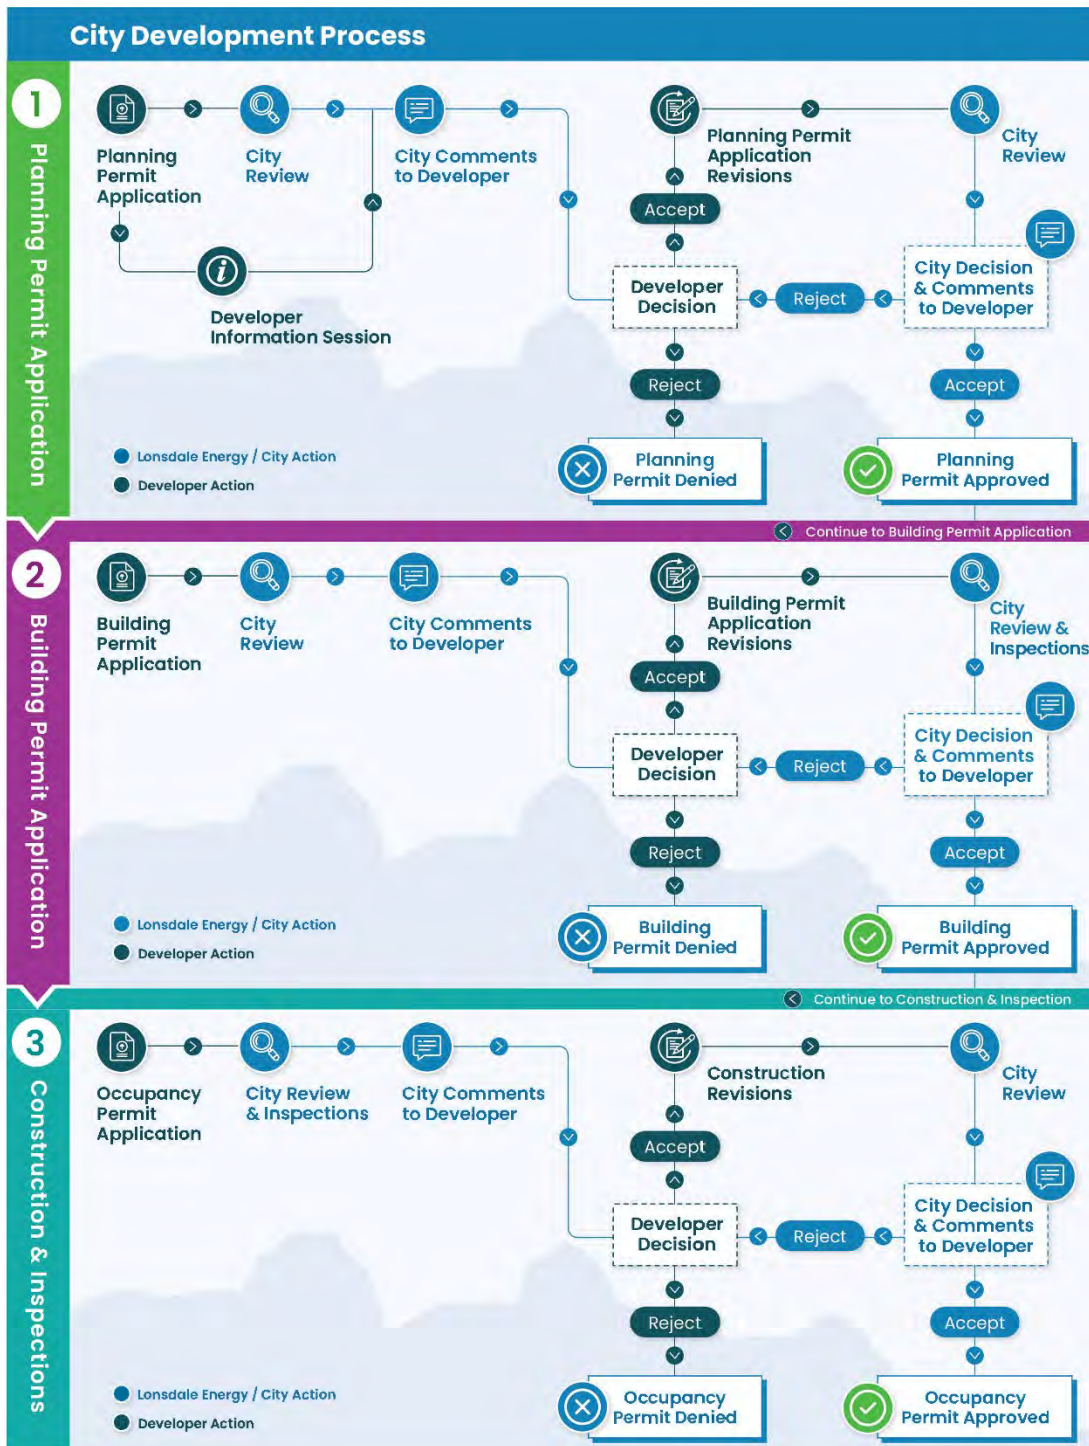 City Development Process
1
Planning Permit Application
Planning
Permit
Application
City
Review
City Comments
to Developer
Developer
Information Session
Planning Permit
Application
Revisions
City
Review
Accept
Developer
Decision
Reject
City Decision
& Comments
to Developer
Reject
Accept
Planning
Permit Denied
Planning
Permit Approved
Lonsdale Energy / City Action
Developer Action
Continue to Building Permit Application
2
Building Permit Application
Building
Permit
Application
City
Review
City Comments
to Developer
Building Permit
Application
Revisions
City
Review &
Inspections
Accept
Developer
Decision
Reject
City Decision
& Comments
to Developer
Reject
Accept
Building
Permit Denied
Building
Permit Approved
Lonsdale Energy / City Action
Developer Action
Continue to Construction & Inspection
3
Construction & Inspections
Occupancy
Permit
Application
City Review
& Inspections
City Comments
to Developer
Construction
Revisions
City
Review
Accept
Developer
Decision
Reject
City Decision
& Comments
to Developer
Reject
Accept
Occupancy
Permit Denied
Occupancy
Permit Approved
Lonsdale Energy / City Action
Developer Action